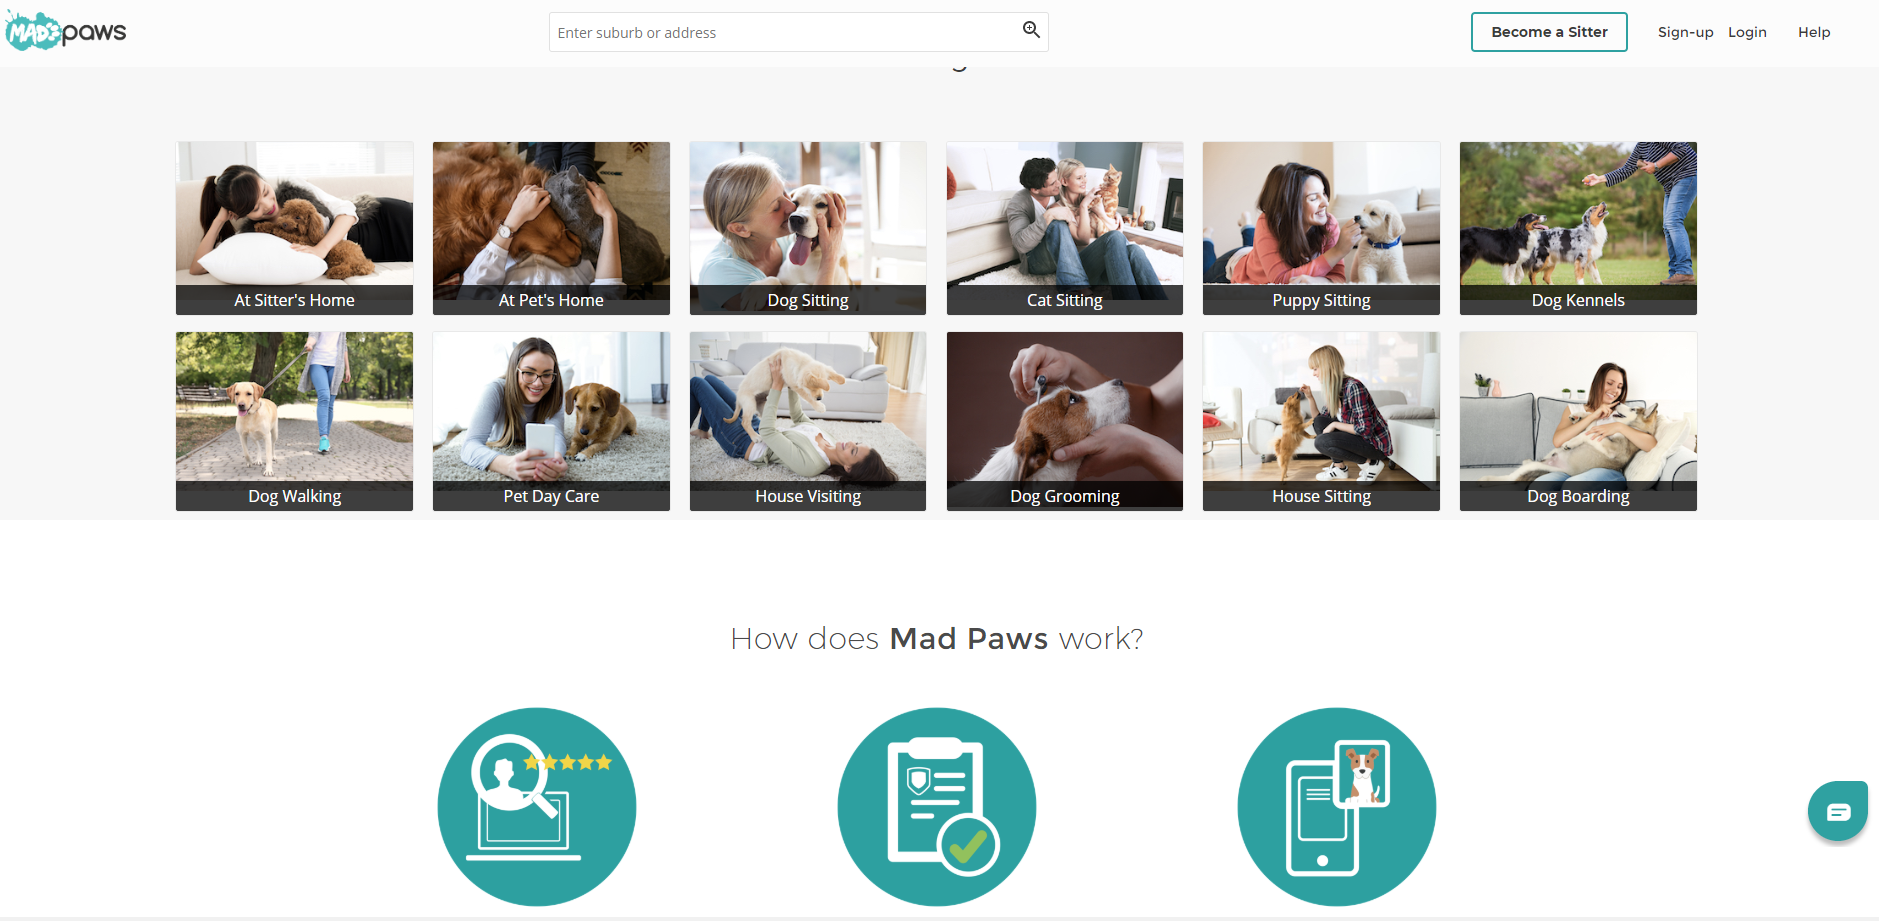 MAD paws
Enter suburb or address
Become a Sitter
Sign-up
Login
Help
At Sitter's Home
At Pet's Home
Dog Sitting
Cat Sitting
Puppy Sitting
Dog Kennels
Dog Walking
Pet Day Care
House Visiting
Dog Grooming
House Sitting
Dog Boarding
How does Mad Paws work?